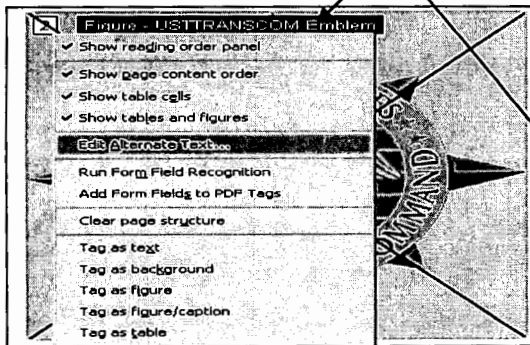 2 Figure - USTTRANSCOM Emblem
Show reading order panel
Show page content order
Show table cells
Show tables and figures
Edit Alternate Text...
Run Form Field Recognition
Add Form Fields to PDF Tags
Clear page structure
Tag as text
Tag as background
Tag as figure
Tag as figure/caption
Tag as table
COMMAND